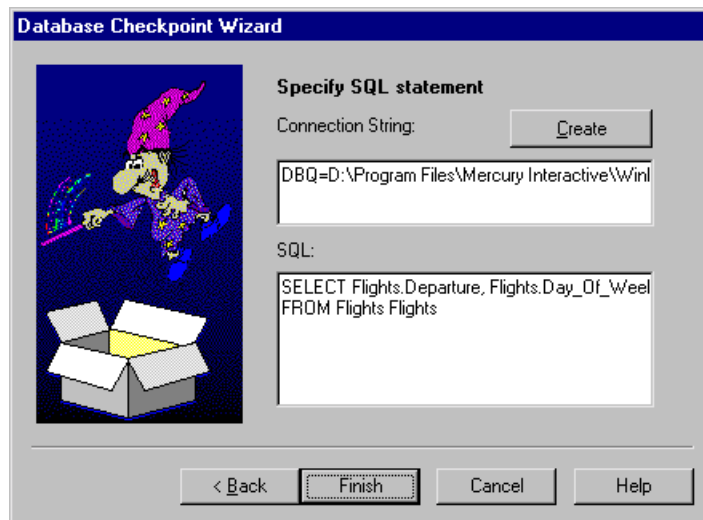 Database Checkpoint Wizard
Specify SQL statement
Connection String:
Create
DBQ=D:\Program Files\Mercury Interactive\Winl
SQL:
SELECT Flights.Departure, Flights.Day_Of_Weel
FROM Flights Flights
< Back
Finish
Cancel
Help